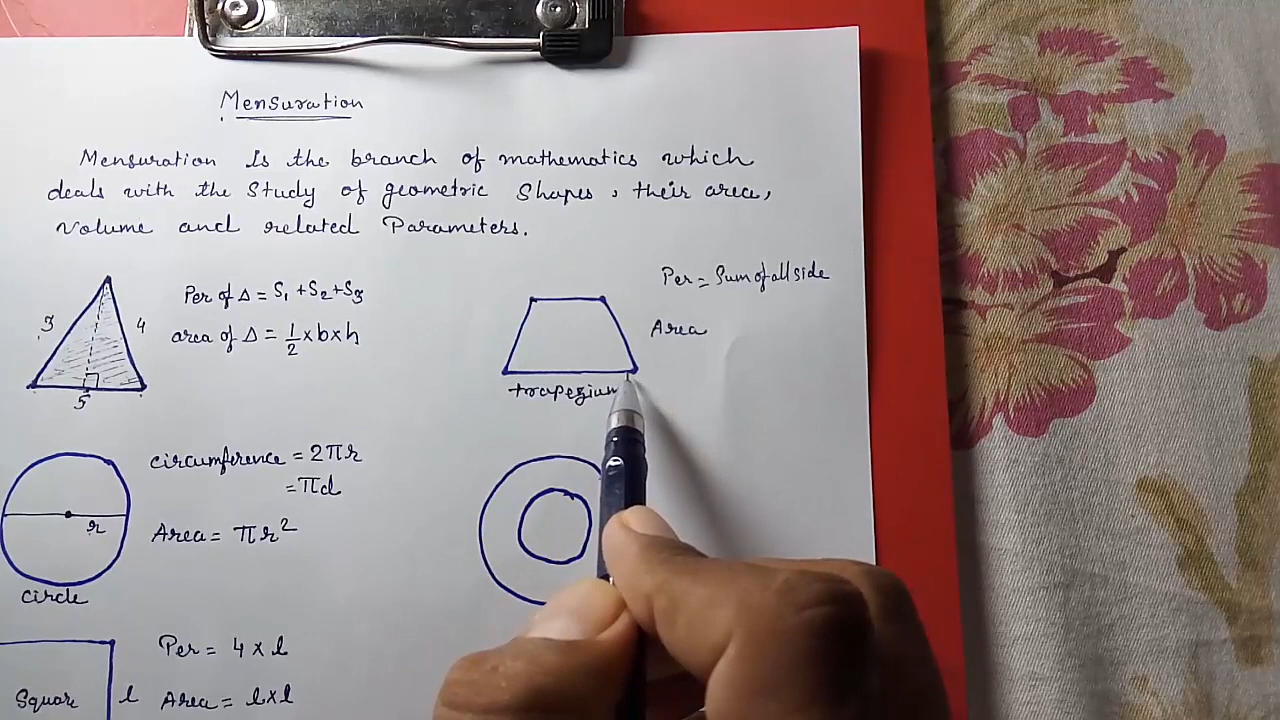 Mensuration
Mensuration Is the branch of mathematics which
deals with the Study of geometric Shapes, their area,
Volume and related Parameters.
3
4
5
Per of Δ = S₁ + S₂ + S₃
area of Δ = 1/2 × b × h
Per = Sum of all side
Area
trapezium
r
circle
circumference = 2πr
= πd
Area = πr²
Square
l
Per = 4 × l
Area = l × l